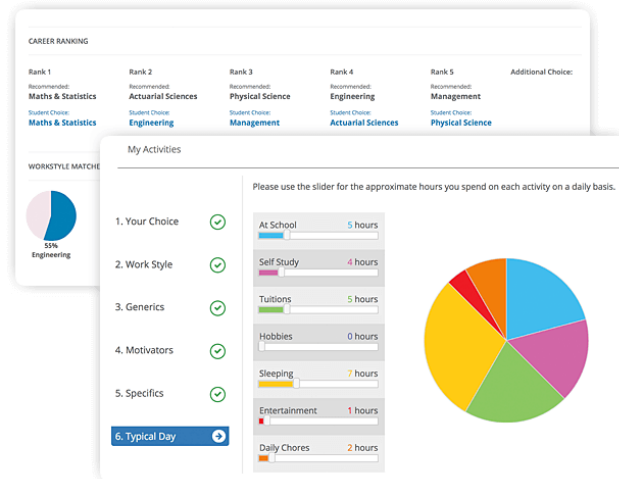 CAREER RANKING
Rank 1 Rank 2 Rank 3 Rank 4 Rank 5 Additional Choice:
Recommended: Recommended: Recommended: Recommended: Recommended:
Maths & Statistics Actuarial Sciences Physical Science Engineering Management
Student Choice: Student Choice: Student Choice: Student Choice: Student Choice:
Maths & Statistics Engineering Management Actuarial Sciences Physical Science
WORKSTYLE MATCHE
55%
Engineering
My Activities
Please use the slider for the approximate hours you spend on each activity on a daily basis.
1. Your Choice
2. Work Style
3. Generics
4. Motivators
5. Specifics
6. Typical Day
At School 5 hours
Self Study 4 hours
Tuitions 5 hours
Hobbies 0 hours
Sleeping 7 hours
Entertainment 1 hours
Daily Chores 2 hours